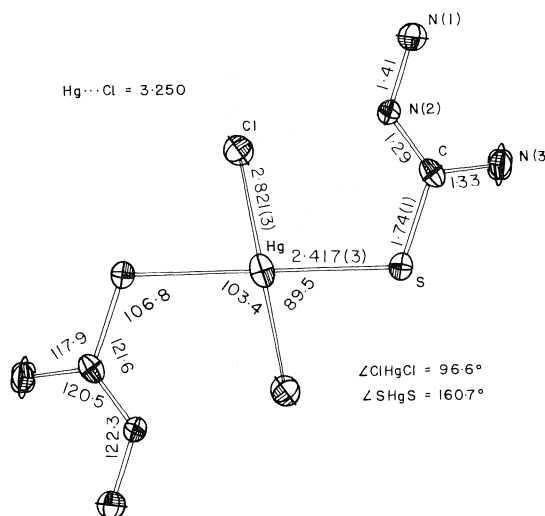 N(1)
1·41
Hg···Cl = 3·250
N(2)
Cl
C
N(3
1·29
1·33
2·821(3)
1·74(1)
Hg
2·417(3)
S
103·4
89·5
106·8
117·9
121·6
∠ClHgCl = 96·6°
120·5
∠SHgS = 160·7°
122·3